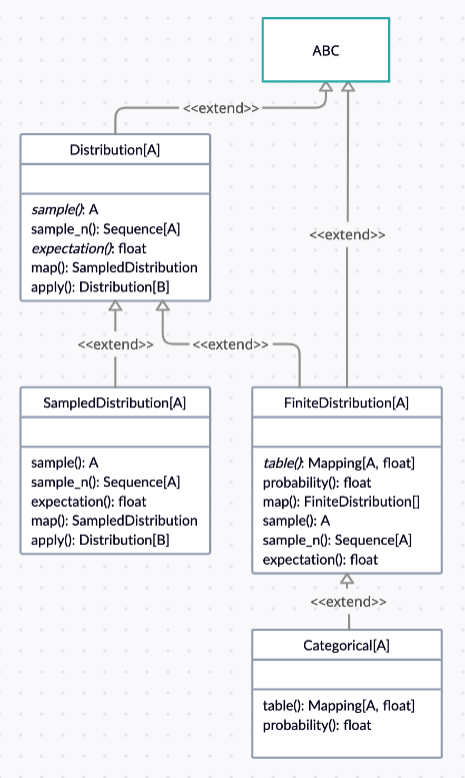 ABC
<<extend>>
Distribution[A]
sample(): A
sample_n(): Sequence[A]
expectation(): float
map(): SampledDistribution
apply(): Distribution[B]
<<extend>>
<<extend>>
<<extend>>
SampledDistribution[A]
sample(): A
sample_n(): Sequence[A]
expectation(): float
map(): SampledDistribution
apply(): Distribution[B]
FiniteDistribution[A]
table(): Mapping[A, float]
probability(): float
map(): FiniteDistribution[]
sample(): A
sample_n(): Sequence[A]
expectation(): float
<<extend>>
Categorical[A]
table(): Mapping[A, float]
probability(): float